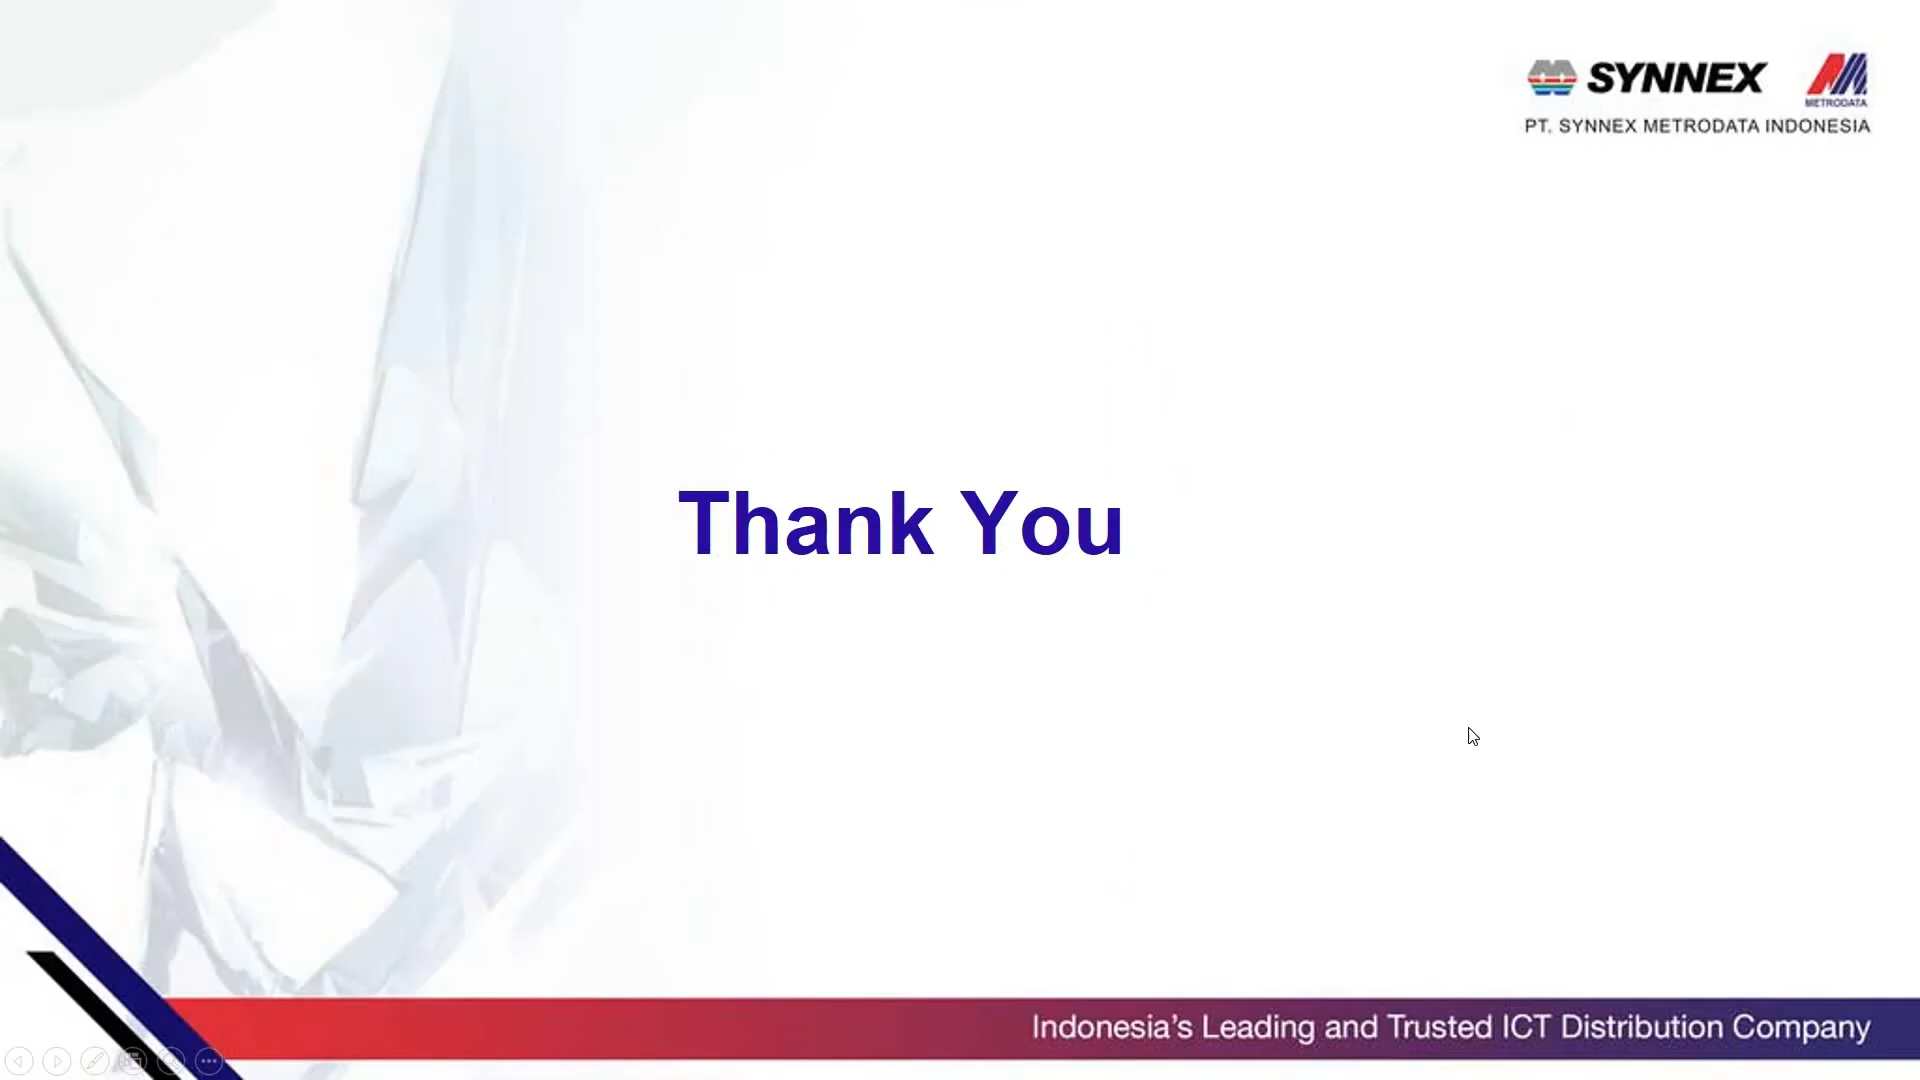 SYNNEX
METRODATA
PT. SYNNEX METRODATA INDONESIA
Thank You
Indonesia's Leading and Trusted ICT Distribution Company